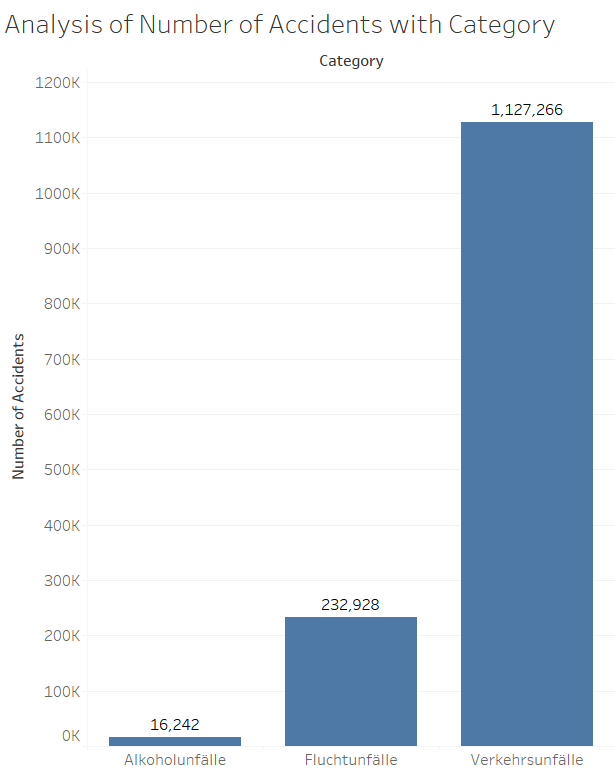 Analysis of Number of Accidents with Category
Category
Number of Accidents
1200K
1100K
1000K
900K
800K
700K
600K
500K
400K
300K
200K
100K
0K
1,127,266
232,928
16,242
Alkoholunfälle
Fluchtunfälle
Verkehrsunfälle